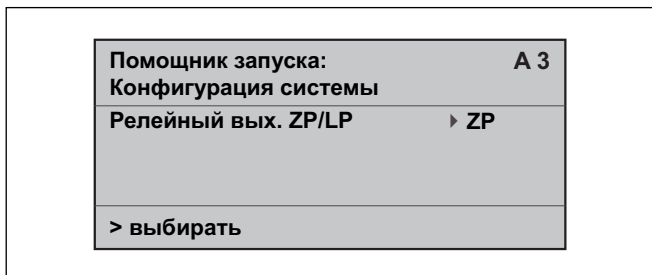 Помощник запуска: A 3
Конфигурация системы
Релейный вых. ZP/LP ZP
> выбирать